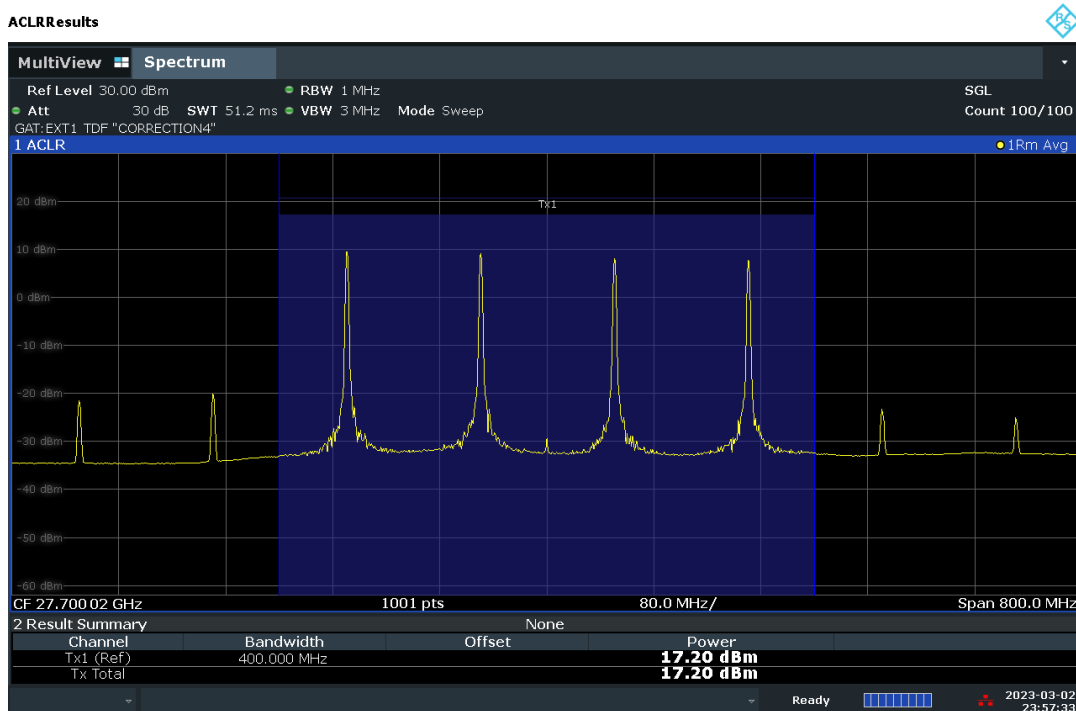 ACLRResults
R S
MultiView Spectrum
Ref Level 30.00 dBm RBW 1 MHz SGL
Att 30 dB SWT 51.2 ms VBW 3 MHz Mode Sweep Count 100/100
GAT:EXT1 TDF "CORRECTION4"
1 ACLR 1Rm Avg
20 dBm
Tx1
10 dBm
0 dBm
-10 dBm
-20 dBm
-30 dBm
-40 dBm
-50 dBm
-60 dBm
CF 27.700 02 GHz 1001 pts 80.0 MHz/ Span 800.0 MHz
2 Result Summary None
Channel Bandwidth Offset Power
Tx1 (Ref) 400.000 MHz 17.20 dBm
Tx Total 17.20 dBm
Ready 2023-03-02
23:57:33